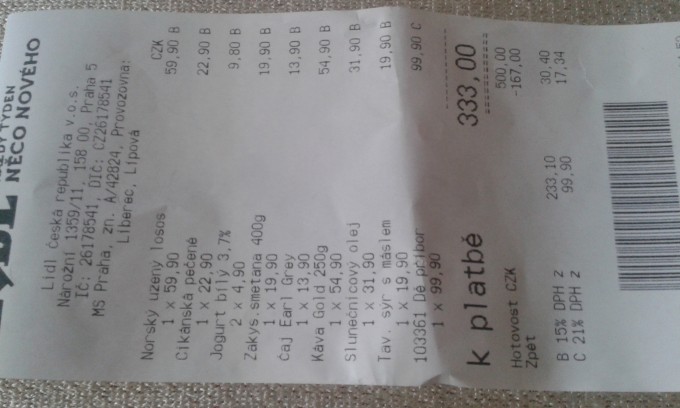 KAŽDÝ TÝDEN
NĚCO NOVÉHO
Lidl Česká republika v.o.s.
Nárožní 1359/11, 158 00, Praha 5
IČ: 26178541, DIČ: CZ26178541
MS Praha, zn. A/42824, Provozovna:
Liberec, Lípová
CZK
Norský uzený losos
1 x 59,90 59,90 B
Cikánská pečeně
1 x 22,90 22,90 B
Jogurt bílý 3,7%
2 x 4,90 9,80 B
Zakys.smetana 400g
1 x 19,90 19,90 B
Čaj Earl Grey
1 x 13,90 13,90 B
Káva Gold 250g
1 x 54,90 54,90 B
Slunečnicový olej
1 x 31,90 31,90 B
Tav. sýr s máslem
1 x 19,90 19,90 B
103361 Dě.příbor
1 x 99,90 99,90 C
k platbě 333,00
Hotovost CZK 500,00
Zpět -167,00
B 15% DPH z 233,10 30,40
C 21% DPH z 99,90 17,34